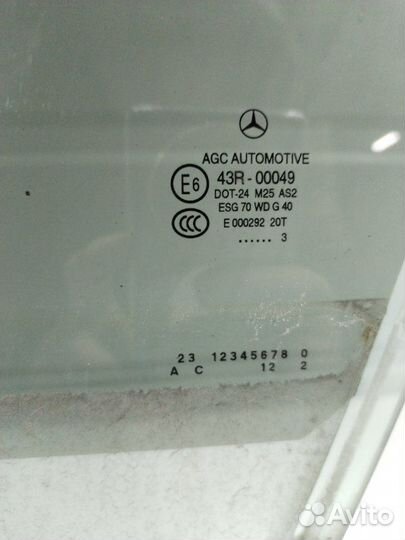 AGC AUTOMOTIVE
E6 43R-00049
DOT-24 M25 AS2
ESG 70 WD G 40
CCC E 000292 20T
...... 3
23 12345678 0
A C 12 2
Avito